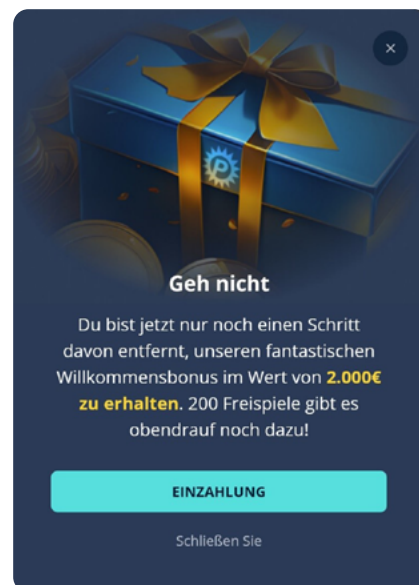 Geh nicht
Du bist jetzt nur noch einen Schritt
davon entfernt, unseren fantastischen
Willkommensbonus im Wert von 2.000€
zu erhalten. 200 Freispiele gibt es
obendrauf noch dazu!
EINZAHLUNG
Schließen Sie